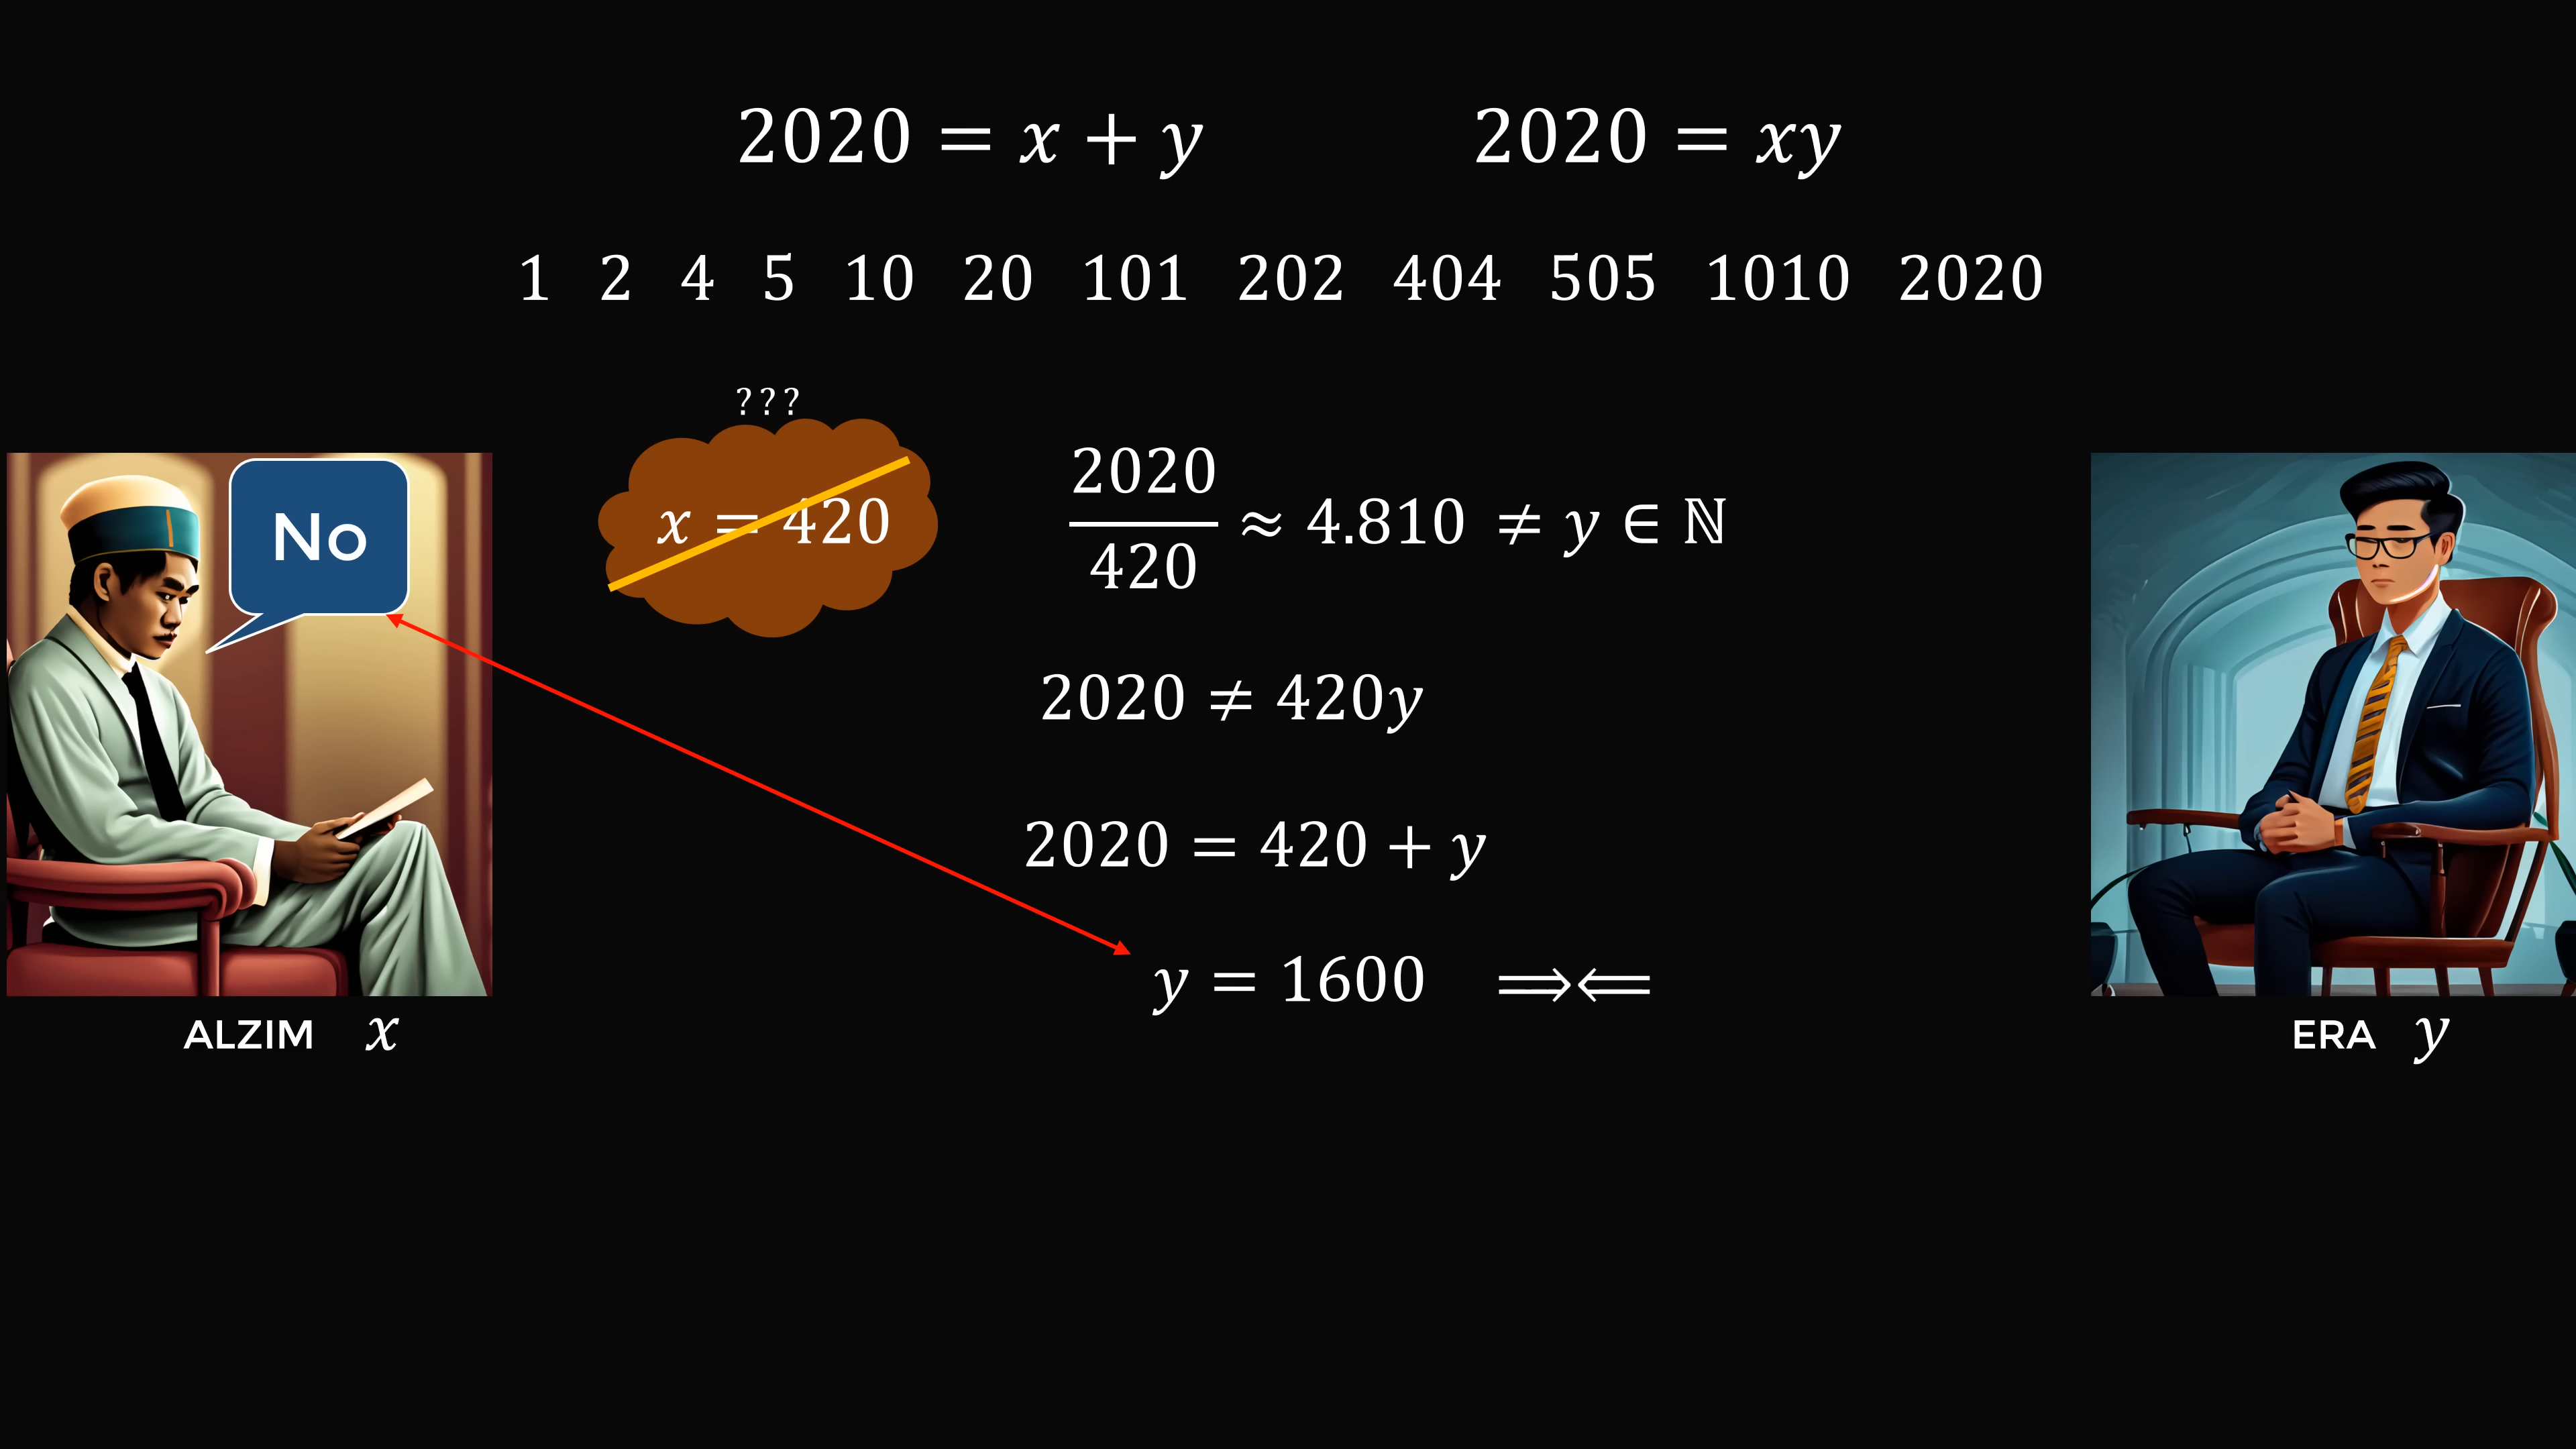 2020 = x + y    2020 = xy
1 2 4 5 10 20 101 202 404 505 1010 2020
? ? ?
No
x = 420
2020/420 ≈ 4.810 ≠ y ∈ ℕ
2020 ≠ 420y
2020 = 420 + y
y = 1600 ⟹⟸
ALZIM x
ERA y